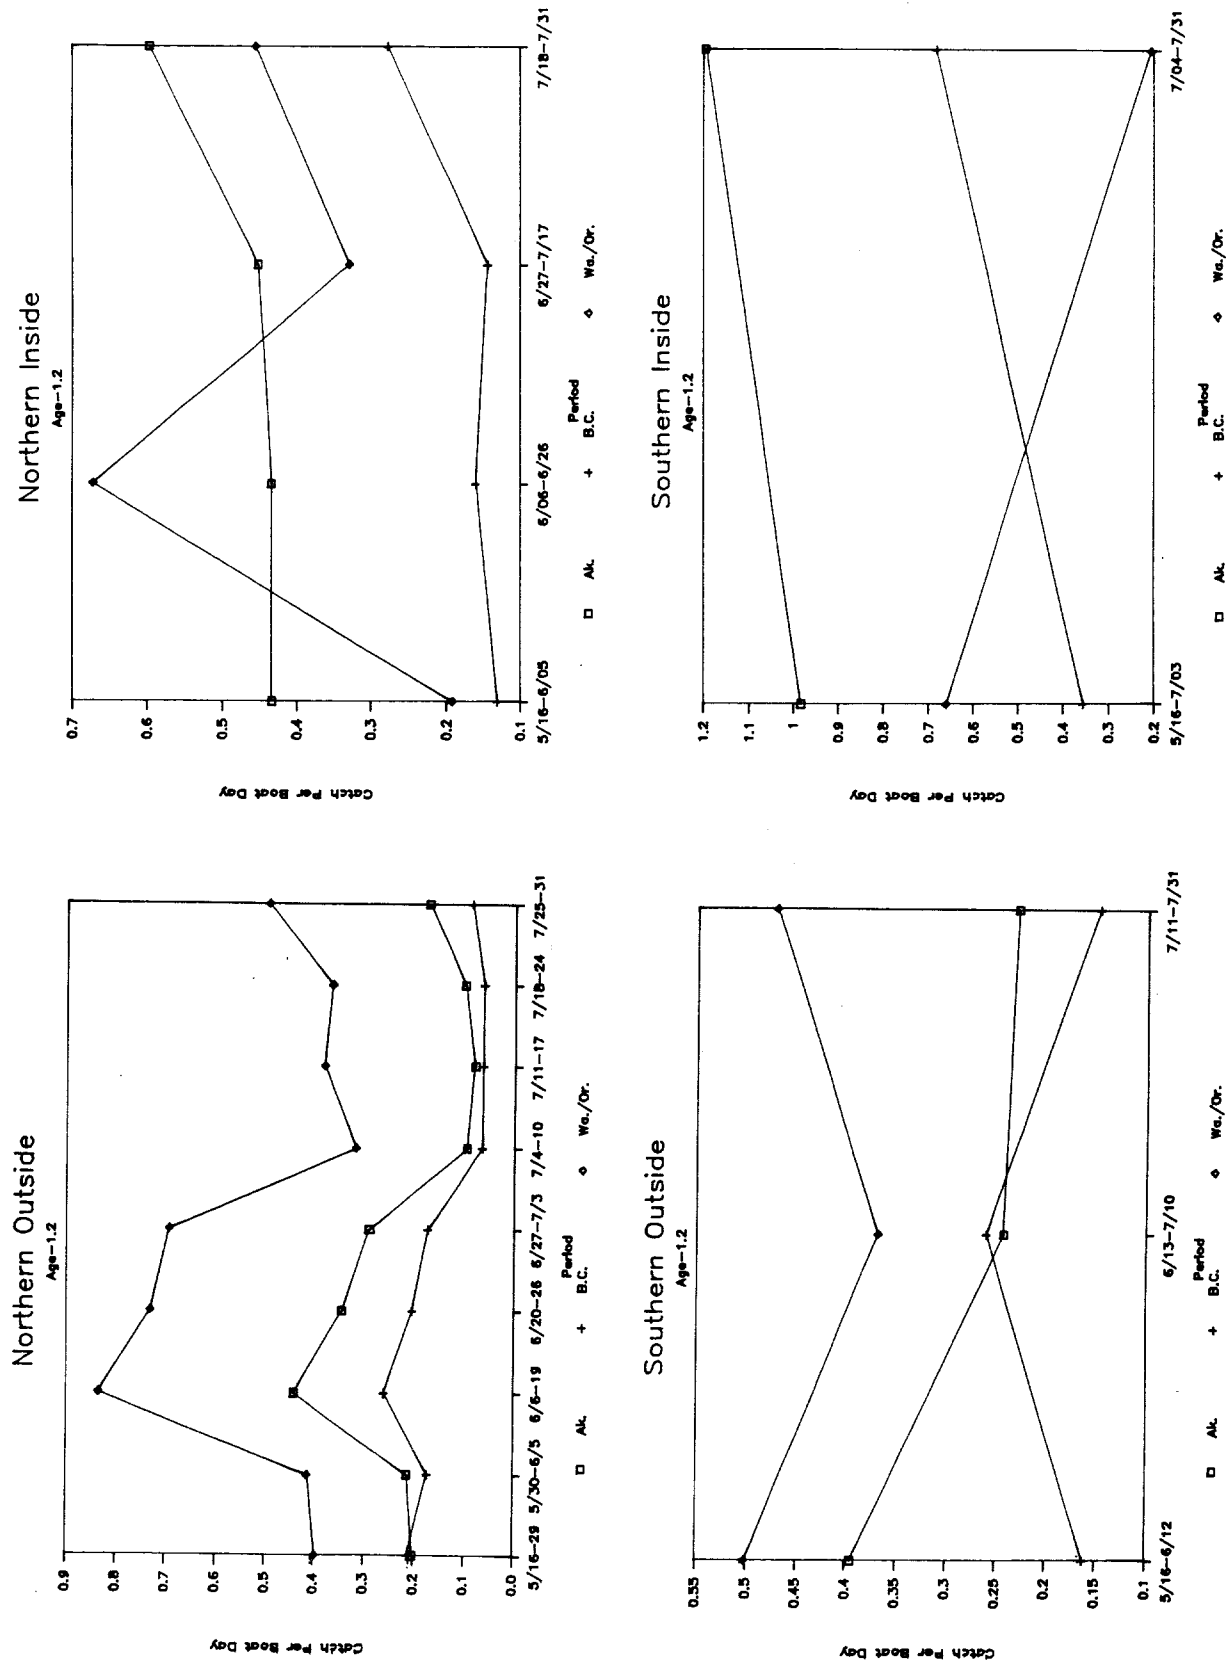 Northern Outside
Age-1.2
Catch Per Boat Day
0.9
0.8
0.7
0.6
0.5
0.4
0.3
0.2
0.1
0.0
5/16-29 5/30-6/5 6/6-19 6/20-26 6/27-7/3 7/4-10 7/11-17 7/18-24 7/25-31
Period
Ak. B.C. Wa./Or.
Northern Inside
Age-1.2
Catch Per Boat Day
0.7
0.6
0.5
0.4
0.3
0.2
0.1
5/16-6/05 6/06-6/26 6/27-7/17 7/18-7/31
Period
Ak. B.C. Wa./Or.
Southern Outside
Age-1.2
Catch Per Boat Day
0.55
0.5
0.45
0.4
0.35
0.3
0.25
0.2
0.15
0.1
5/16-6/12 6/13-7/10 7/11-7/31
Period
Ak. B.C. Wa./Or.
Southern Inside
Age-1.2
Catch Per Boat Day
1.2
1.1
1
0.9
0.8
0.7
0.6
0.5
0.4
0.3
0.2
5/16-7/03 7/04-7/31
Period
Ak. B.C. Wa./Or.